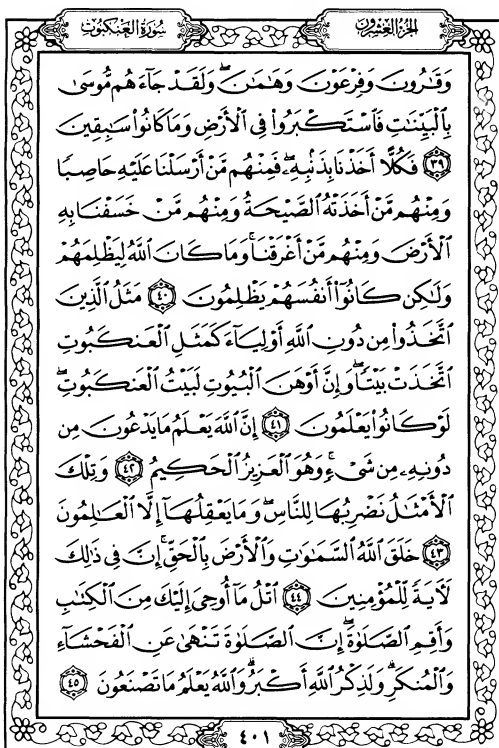 الجزء العشرون
سورة العنكبوت
وَقَٰرُونَ وَفِرْعَوْنَ وَهَٰمَٰنَ ۖ وَلَقَدْ جَآءَهُم مُّوسَىٰ
بِٱلْبَيِّنَٰتِ فَٱسْتَكْبَرُوا۟ فِى ٱلْأَرْضِ وَمَا كَانُوا۟ سَٰبِقِينَ
٣٩ فَكُلًّا أَخَذْنَا بِذَنۢبِهِۦ ۖ فَمِنْهُم مَّنْ أَرْسَلْنَا عَلَيْهِ حَاصِبًا
وَمِنْهُم مَّنْ أَخَذَتْهُ ٱلصَّيْحَةُ وَمِنْهُم مَّنْ خَسَفْنَا بِهِ
ٱلْأَرْضَ وَمِنْهُم مَّنْ أَغْرَقْنَا ۚ وَمَا كَانَ ٱللَّهُ لِيَظْلِمَهُمْ
وَلَٰكِن كَانُوٓا۟ أَنفُسَهُمْ يَظْلِمُونَ ٤٠ مَثَلُ ٱلَّذِينَ
ٱتَّخَذُوا۟ مِن دُونِ ٱللَّهِ أَوْلِيَآءَ كَمَثَلِ ٱلْعَنكَبُوتِ
ٱتَّخَذَتْ بَيْتًا ۖ وَإِنَّ أَوْهَنَ ٱلْبُيُوتِ لَبَيْتُ ٱلْعَنكَبُوتِ ۖ
لَوْ كَانُوا۟ يَعْلَمُونَ ٤١ إِنَّ ٱللَّهَ يَعْلَمُ مَا يَدْعُونَ مِن
دُونِهِۦ مِن شَىْءٍ ۚ وَهُوَ ٱلْعَزِيزُ ٱلْحَكِيمُ ٤٢ وَتِلْكَ
ٱلْأَمْثَٰلُ نَضْرِبُهَا لِلنَّاسِ ۖ وَمَا يَعْقِلُهَآ إِلَّا ٱلْعَٰلِمُونَ
٤٣ خَلَقَ ٱللَّهُ ٱلسَّمَٰوَٰتِ وَٱلْأَرْضَ بِٱلْحَقِّ ۚ إِنَّ فِى ذَٰلِكَ
لَـَٔايَةً لِّلْمُؤْمِنِينَ ٤٤ ٱتْلُ مَآ أُوحِىَ إِلَيْكَ مِنَ ٱلْكِتَٰبِ
وَأَقِمِ ٱلصَّلَوٰةَ ۖ إِنَّ ٱلصَّلَوٰةَ تَنْهَىٰ عَنِ ٱلْفَحْشَآءِ
وَٱلْمُنكَرِ ۗ وَلَذِكْرُ ٱللَّهِ أَكْبَرُ ۗ وَٱللَّهُ يَعْلَمُ مَا تَصْنَعُونَ ٤٥
٤٠١